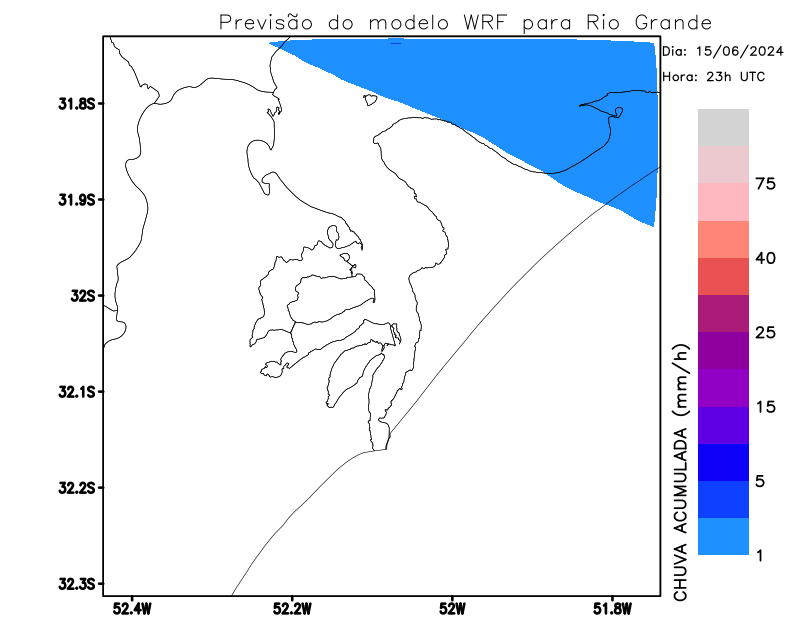 Previsão do modelo WRF para Rio Grande
Dia: 15/06/2024
Hora: 23h UTC
31.8S
31.9S
32S
32.1S
32.2S
32.3S
52.4W
52.2W
52W
51.8W
75
40
25
15
5
1
CHUVA ACUMULADA (mm/h)